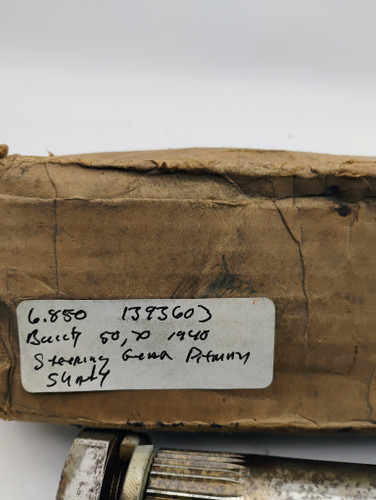 6.850 1393603
Buick 50,70 1940
Steering Gear Pitman
Shaft